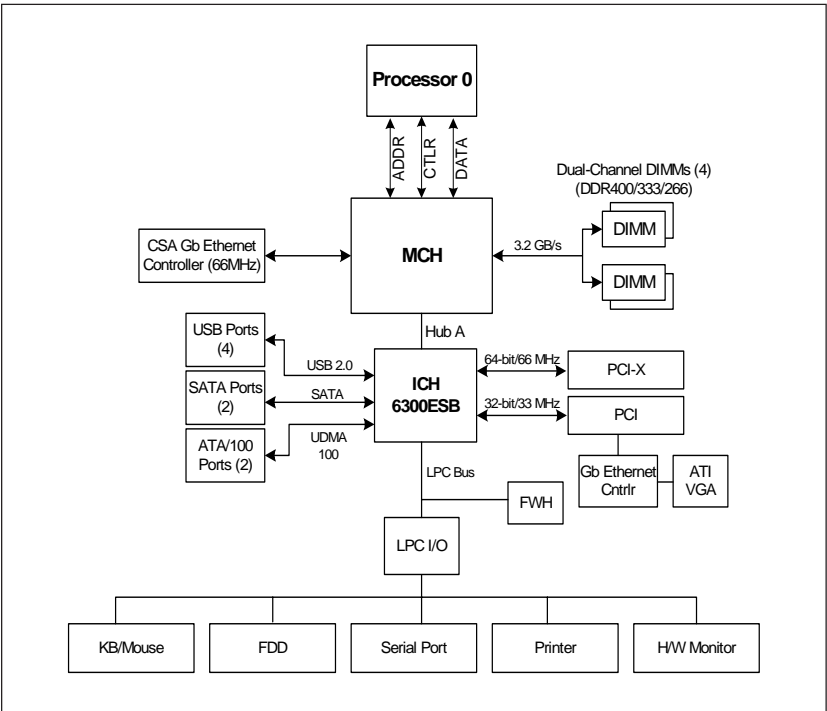 Processor 0
ADDR
CTLR
DATA
Dual-Channel DIMMs (4)
(DDR400/333/266)
DIMM
3.2 GB/s
DIMM
CSA Gb Ethernet
Controller (66MHz)
MCH
Hub A
USB Ports
(4)
USB 2.0
SATA Ports
(2)
SATA
ATA/100
Ports (2)
UDMA
100
ICH
6300ESB
64-bit/66 MHz
PCI-X
32-bit/33 MHz
PCI
Gb Ethernet
Cntrlr
ATI
VGA
LPC Bus
FWH
LPC I/O
KB/Mouse
FDD
Serial Port
Printer
H/W Monitor